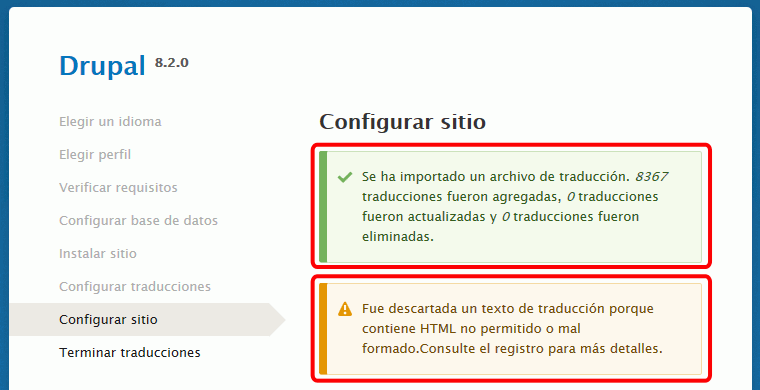 Drupal 8.2.0
Elegir un idioma
Elegir perfil
Verificar requisitos
Configurar base de datos
Instalar sitio
Configurar traducciones
Configurar sitio
Terminar traducciones
Configurar sitio
Se ha importado un archivo de traducción. 8367
traducciones fueron agregadas, 0 traducciones
fueron actualizadas y 0 traducciones fueron
eliminadas.
Fue descartada un texto de traducción porque
contiene HTML no permitido o mal
formado.Consulte el registro para más detalles.